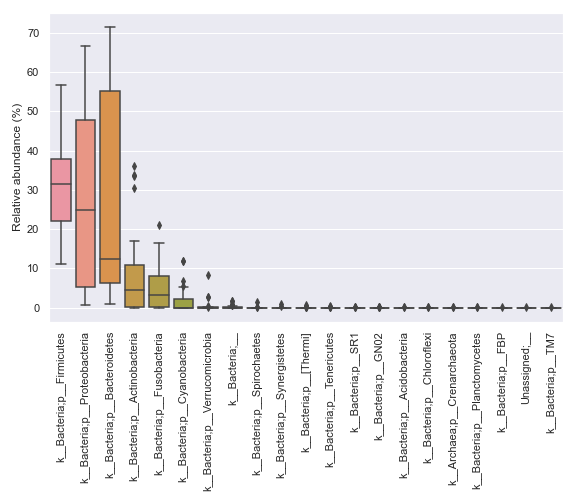 70
60
50
40
30
20
10
0
Relative abundance (%)
k__Bacteria;p__Firmicutes
k__Bacteria;p__Proteobacteria
k__Bacteria;p__Bacteroidetes
k__Bacteria;p__Actinobacteria
k__Bacteria;p__Fusobacteria
k__Bacteria;p__Cyanobacteria
k__Bacteria;p__Verrucomicrobia
k__Bacteria;__
k__Bacteria;p__Spirochaetes
k__Bacteria;p__Synergistetes
k__Bacteria;p__[Thermi]
k__Bacteria;p__Tenericutes
k__Bacteria;p__SR1
k__Bacteria;p__GN02
k__Bacteria;p__Acidobacteria
k__Bacteria;p__Chloroflexi
k__Archaea;p__Crenarchaeota
k__Bacteria;p__Planctomycetes
k__Bacteria;p__FBP
Unassigned;__
k__Bacteria;p__TM7